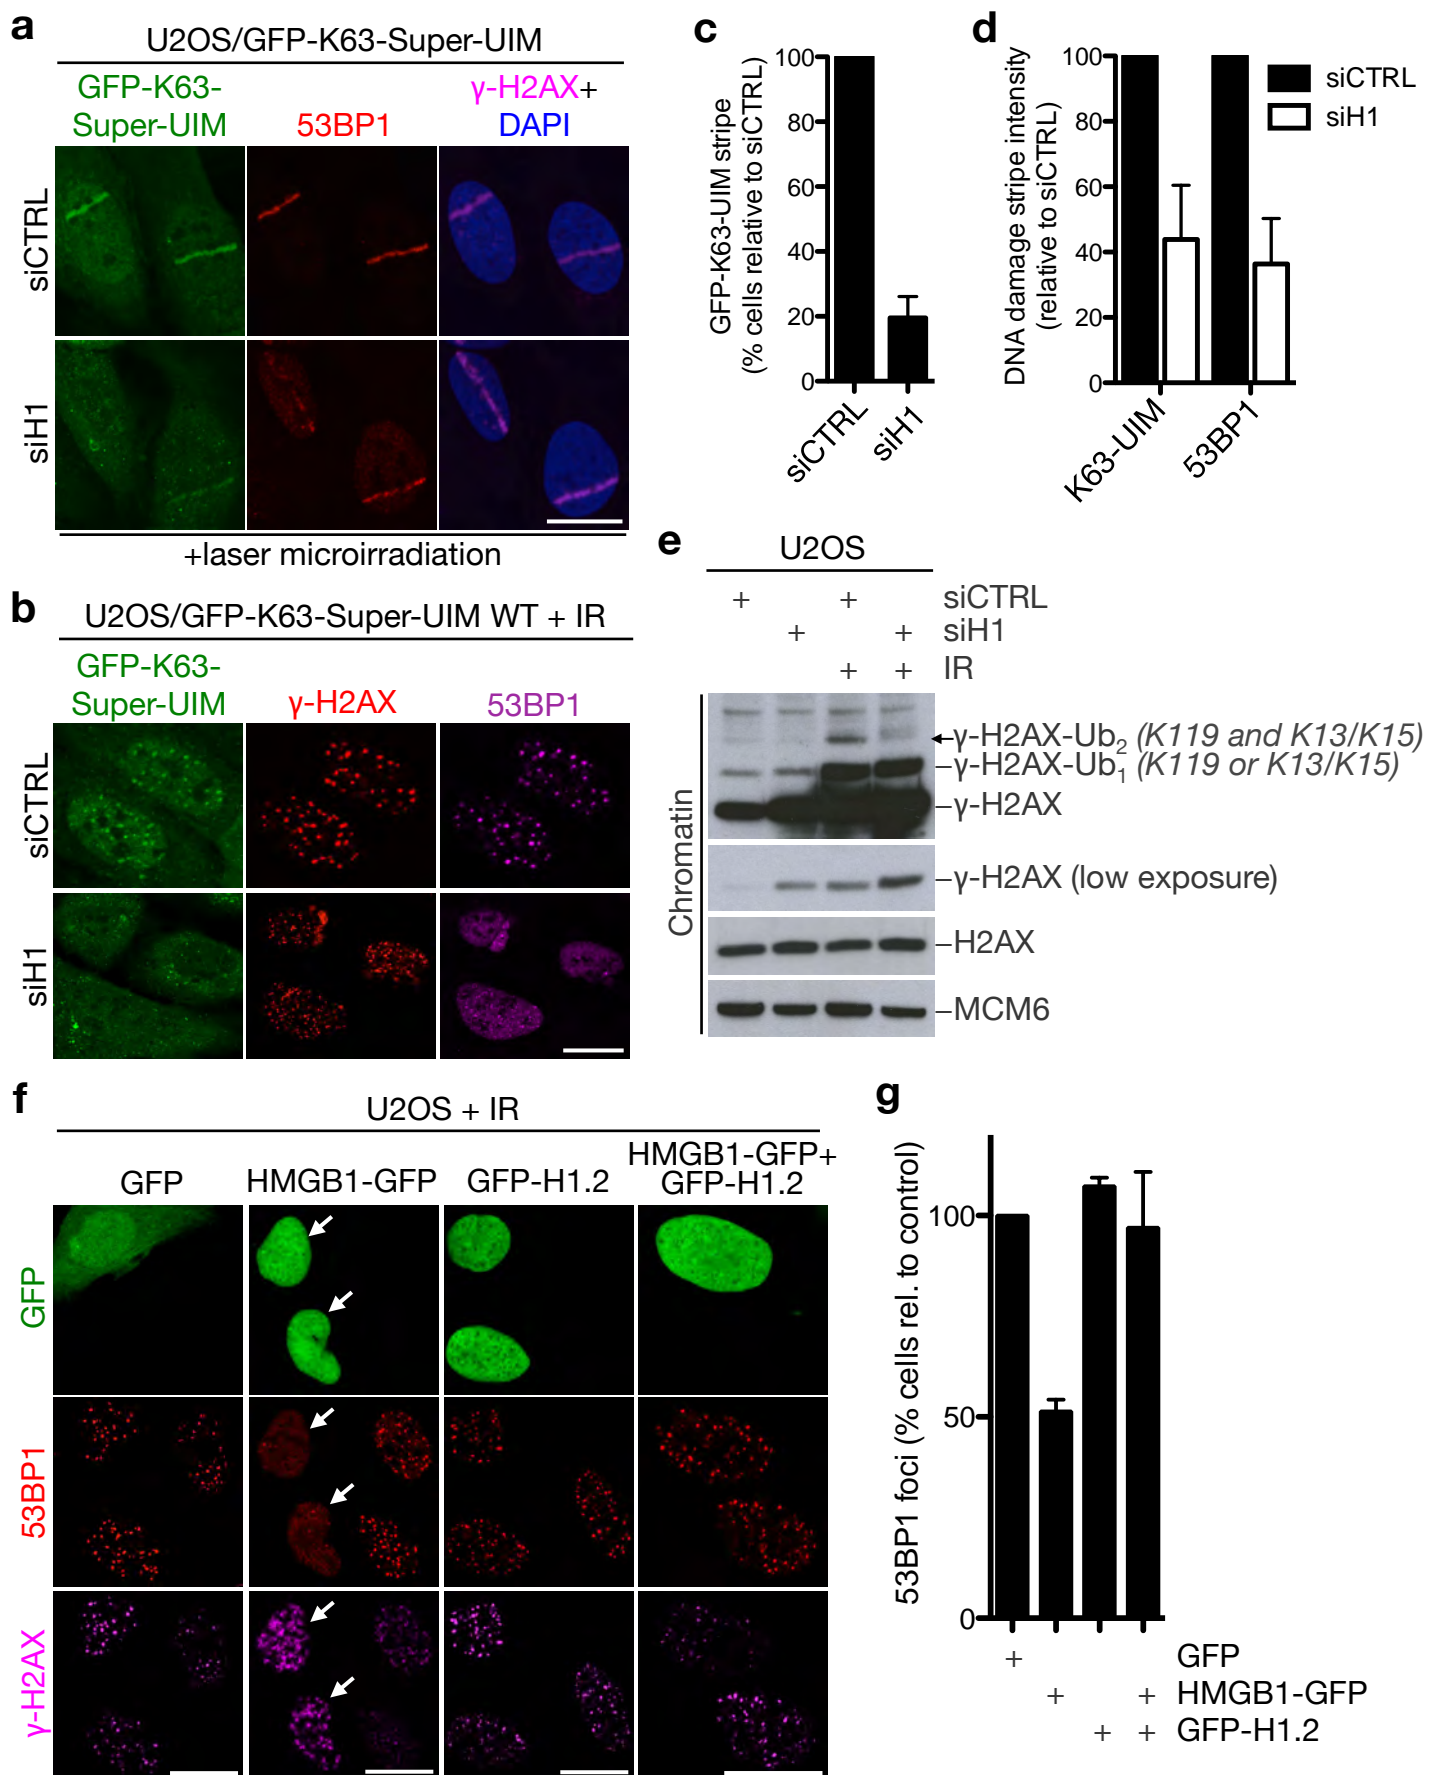 a
U2OS/GFP-K63-Super-UIM
GFP-K63-
Super-UIM
53BP1
γ-H2AX+
DAPI
siCTRL
siH1
+laser microirradiation
b
U2OS/GFP-K63-Super-UIM WT + IR
GFP-K63-
Super-UIM
γ-H2AX
53BP1
siCTRL
siH1
c
GFP-K63-UIM stripe
(% cells relative to siCTRL)
100
80
60
40
20
0
siCTRL
siH1
d
DNA damage stripe intensity
(relative to siCTRL)
100
80
60
40
20
0
K63-UIM
53BP1
siCTRL
siH1
e
U2OS
+ + siCTRL
+ + siH1
+ + IR
Chromatin
γ-H2AX-Ub2 (K119 and K13/K15)
γ-H2AX-Ub1 (K119 or K13/K15)
γ-H2AX
γ-H2AX (low exposure)
H2AX
MCM6
f
U2OS + IR
GFP
HMGB1-GFP
GFP-H1.2
HMGB1-GFP+
GFP-H1.2
GFP
53BP1
γ-H2AX
g
53BP1 foci (% cells rel. to control)
100
50
0
+ GFP
+ + HMGB1-GFP
+ + GFP-H1.2